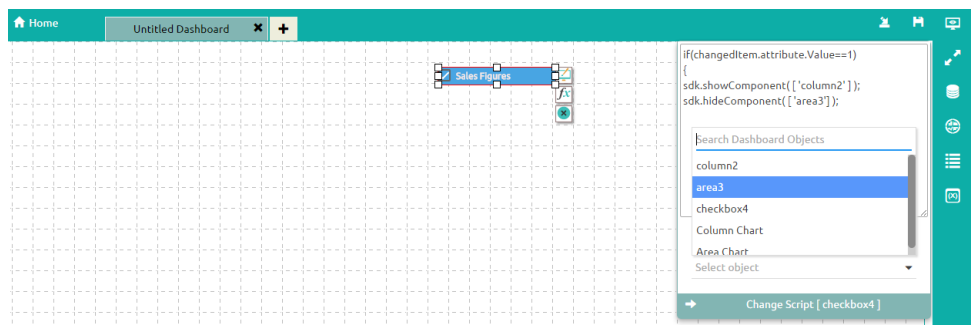 Home
Untitled Dashboard
if(changedItem.attribute.Value==1)
{
sdk.showComponent( [ 'column2' ] );
sdk.hideComponent( [ 'area3'] );
Sales Figures
fx
Search Dashboard Objects
column2
area3
checkbox4
Column Chart
Area Chart
Select object
Change Script [ checkbox4 ]